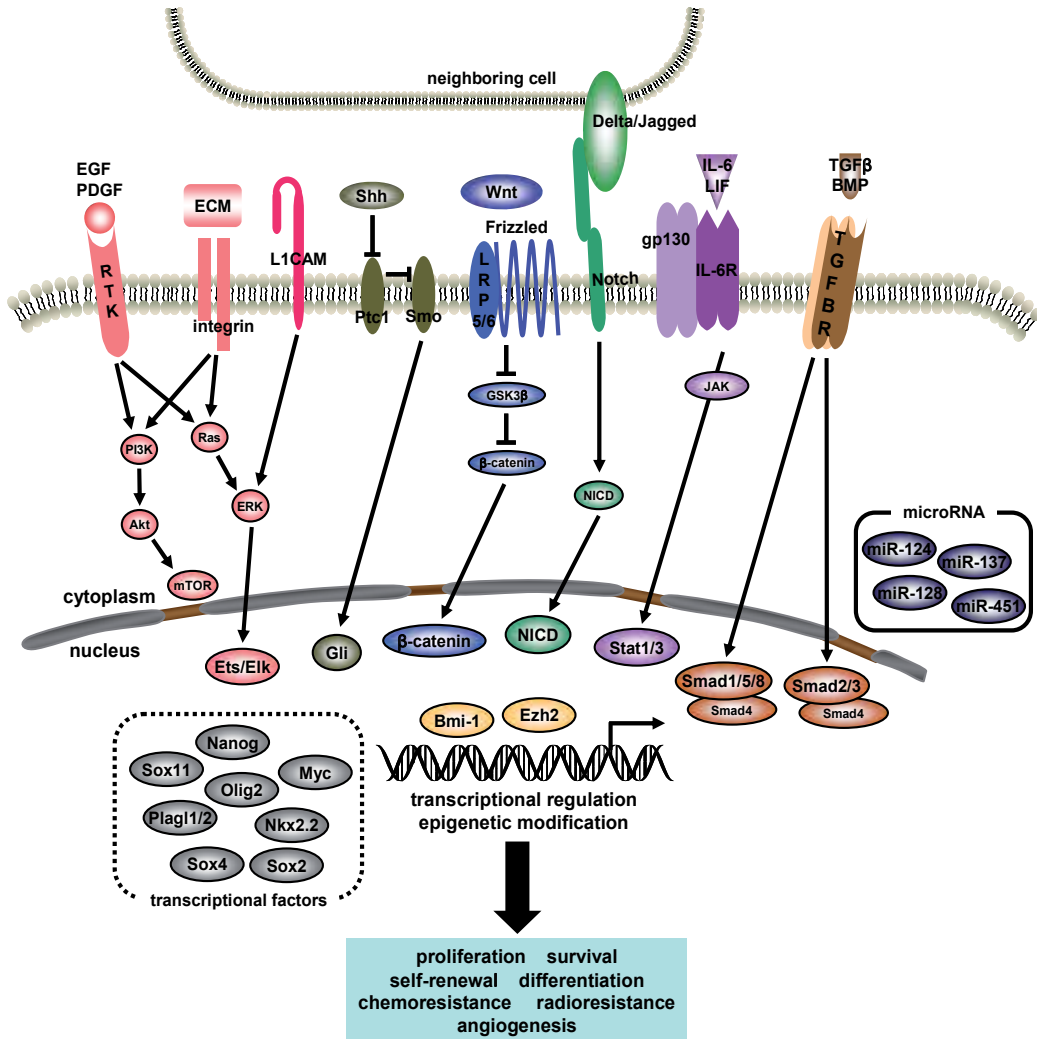 neighboring cell
Delta/Jagged
EGF
PDGF
ECM
L1CAM
Shh
Wnt
Frizzled
IL-6
LIF
TGFβ
BMP
RTK
integrin
Ptc1
Smo
LRP
5/6
Notch
gp130
IL-6R
TGFBR
PI3K
Ras
Akt
ERK
mTOR
GSK3β
β-catenin
NICD
JAK
microRNA
miR-124
miR-137
miR-128
miR-451
cytoplasm
nucleus
Ets/Elk
Gli
β-catenin
NICD
Stat1/3
Smad1/5/8
Smad4
Smad2/3
Smad4
Bmi-1
Ezh2
Nanog
Sox11
Myc
Olig2
Plagl1/2
Nkx2.2
Sox4
Sox2
transcriptional factors
transcriptional regulation
epigenetic modification
proliferation survival
self-renewal differentiation
chemoresistance radioresistance
angiogenesis